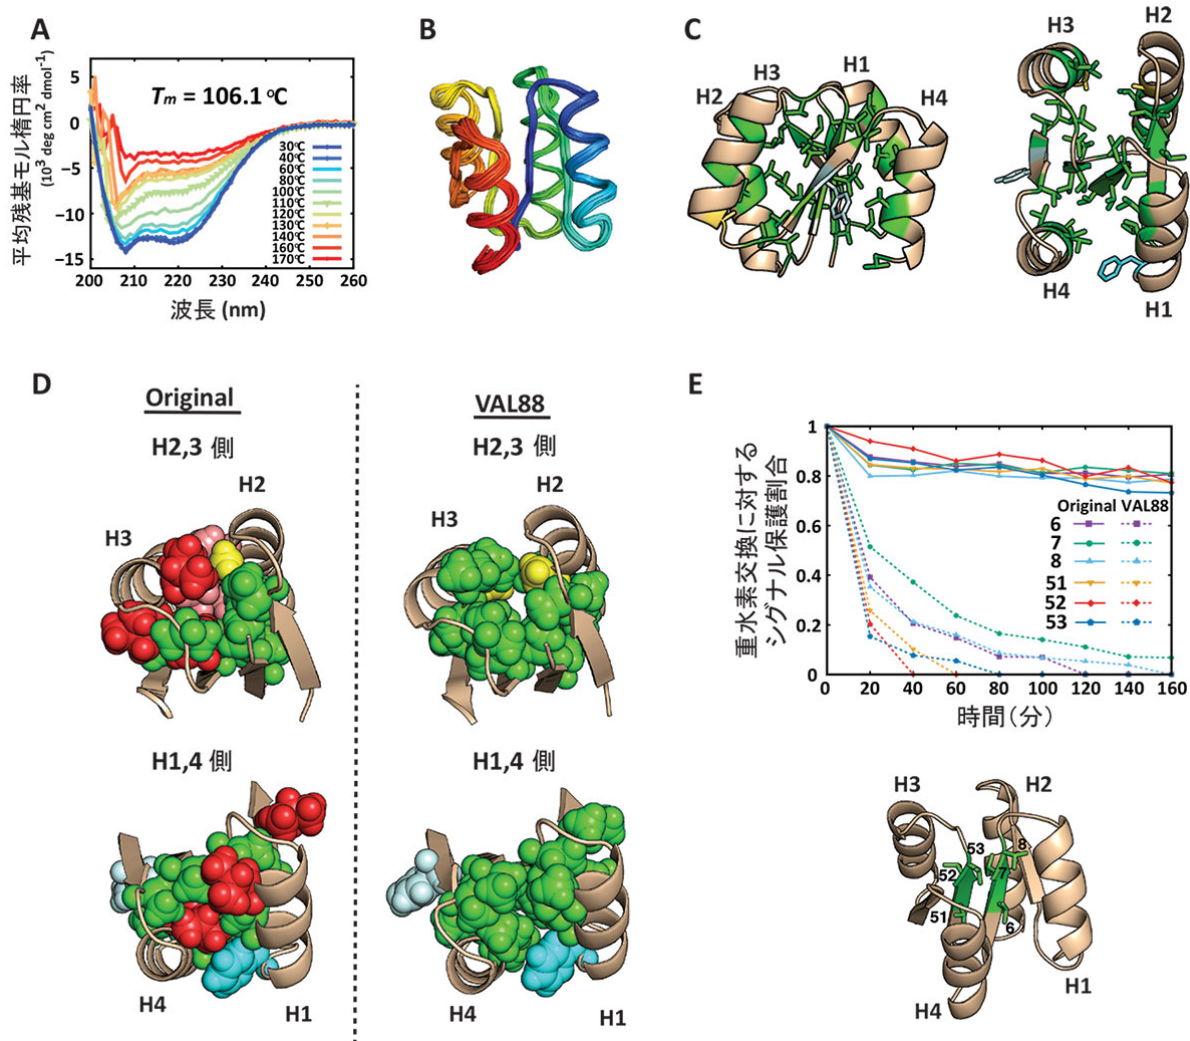 A
平均残基モル楕円率
(10³ deg cm² dmol⁻¹)
5
0
−5
−10
−15
Tm = 106.1 ℃
30℃
40℃
60℃
80℃
100℃
110℃
120℃
130℃
140℃
160℃
170℃
200 210 220 230 240 250 260
波長 (nm)
B
C
H3
H1
H2
H4
H2
H3
H4
H1
D
Original
H2,3 側
H2
H3
H1,4 側
H4
H1
VAL88
H2,3 側
H2
H3
H1,4 側
H4
H1
E
重水素交換に対する
シグナル保護割合
1
0.8
0.6
0.4
0.2
0
Original VAL88
6
7
8
51
52
53
0 20 40 60 80 100 120 140 160
時間(分)
H3
H2
53
8
52
7
51
6
H1
H4